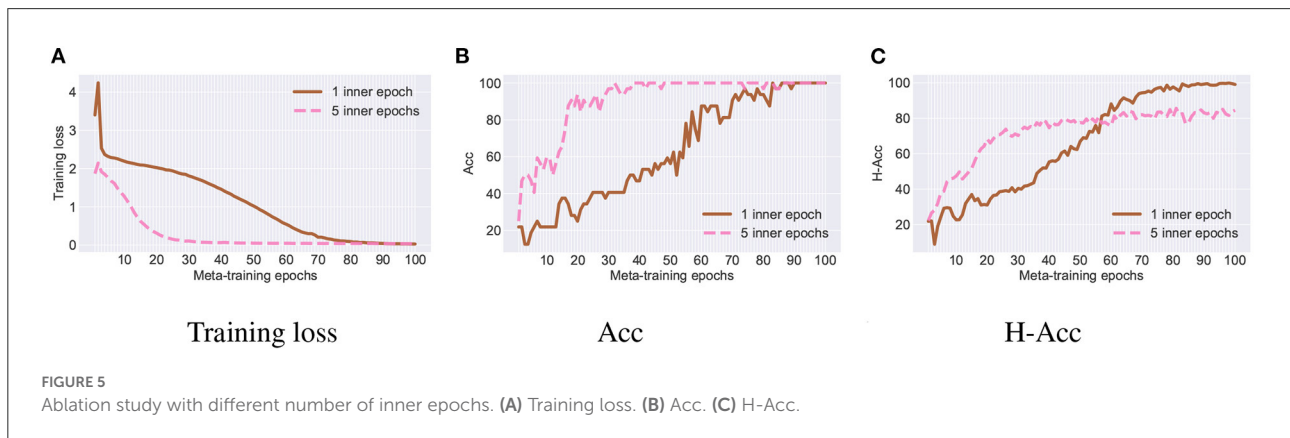 A
B
C
4
3
2
1
0
Training loss
1 inner epoch
5 inner epochs
10 20 30 40 50 60 70 80 90 100
Meta-training epochs
100
80
60
40
20
Acc
1 inner epoch
5 inner epochs
10 20 30 40 50 60 70 80 90 100
Meta-training epochs
100
80
60
40
20
H-Acc
1 inner epoch
5 inner epochs
10 20 30 40 50 60 70 80 90 100
Meta-training epochs
Training loss
Acc
H-Acc
FIGURE 5
Ablation study with different number of inner epochs. (A) Training loss. (B) Acc. (C) H-Acc.